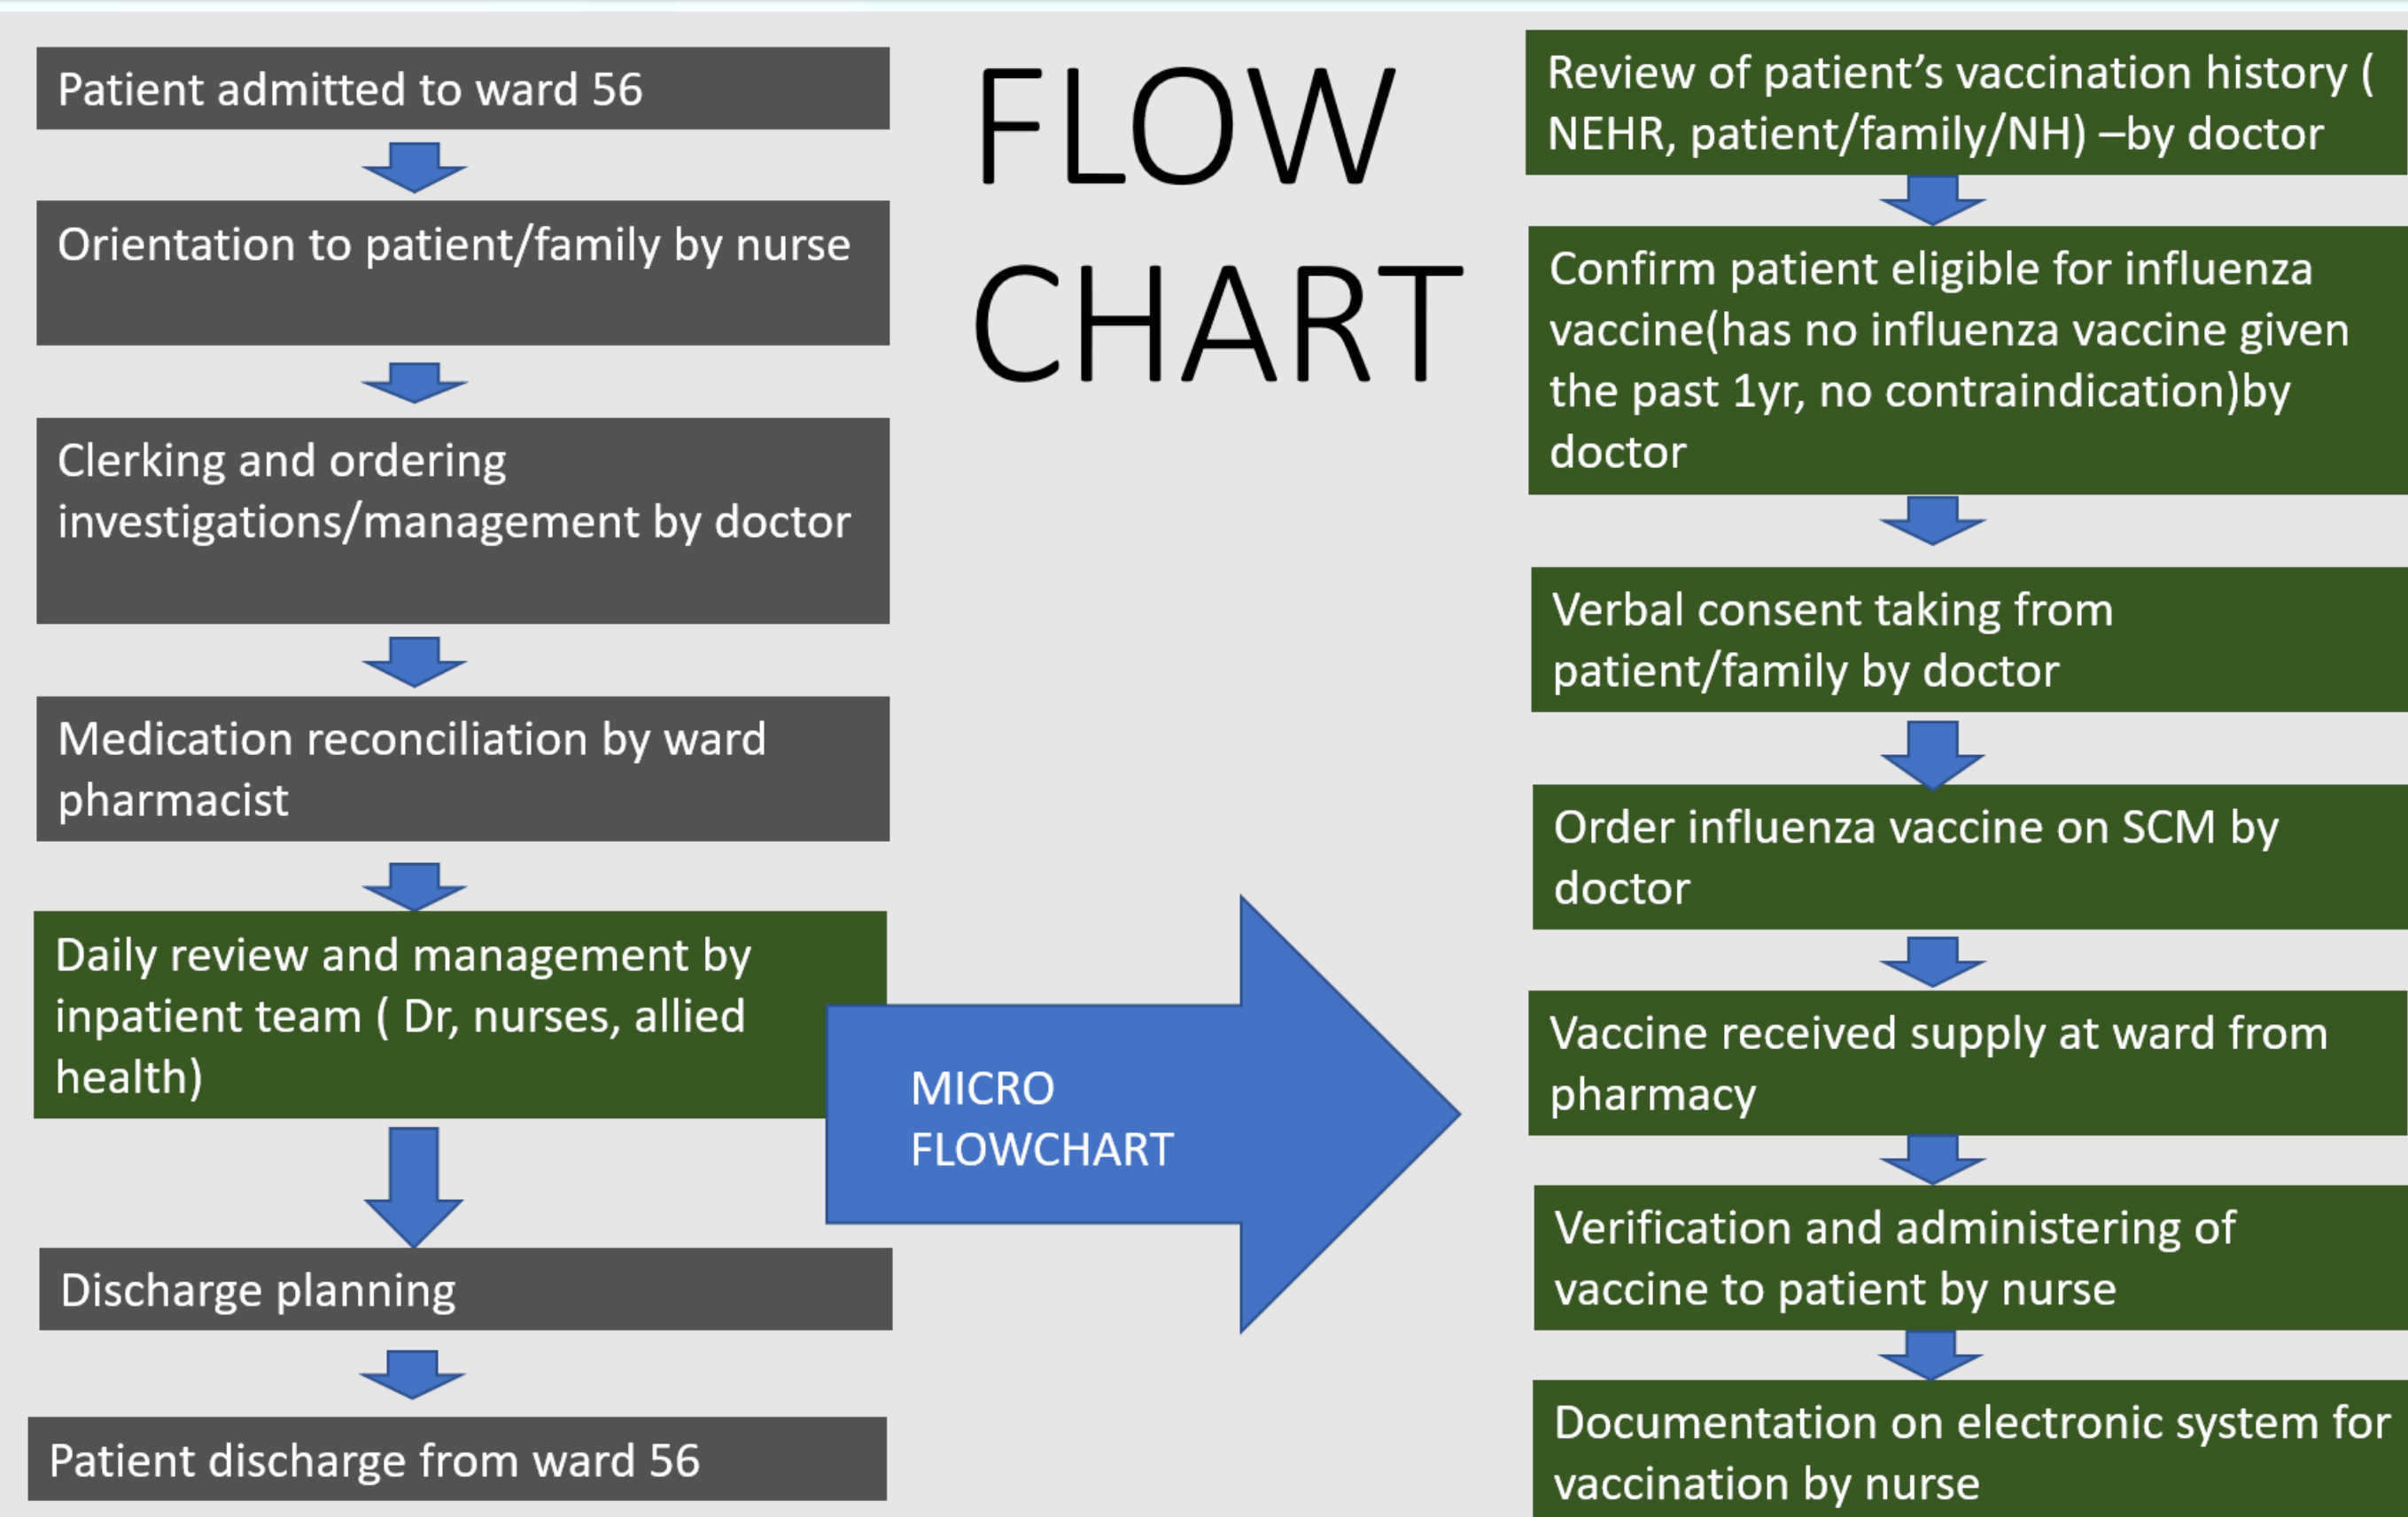 FLOW
CHART
Patient admitted to ward 56
Orientation to patient/family by nurse
Clerking and ordering
investigations/management by doctor
Medication reconciliation by ward
pharmacist
Daily review and management by
inpatient team ( Dr, nurses, allied
health)
Discharge planning
Patient discharge from ward 56
MICRO
FLOWCHART
Review of patient’s vaccination history (
NEHR, patient/family/NH) –by doctor
Confirm patient eligible for influenza
vaccine(has no influenza vaccine given
the past 1yr, no contraindication)by
doctor
Verbal consent taking from
patient/family by doctor
Order influenza vaccine on SCM by
doctor
Vaccine received supply at ward from
pharmacy
Verification and administering of
vaccine to patient by nurse
Documentation on electronic system for
vaccination by nurse